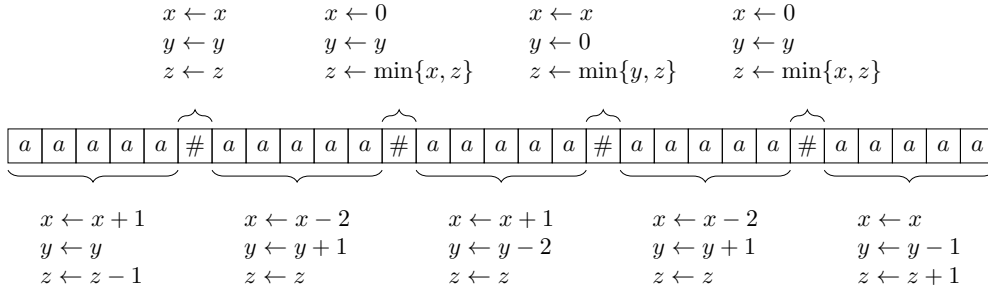 x ← x x ← 0 x ← x x ← 0
y ← y y ← y y ← 0 y ← y
z ← z z ← min{x, z} z ← min{y, z} z ← min{x, z}
a a a a a # a a a a a # a a a a a # a a a a a # a a a a a
x ← x + 1 x ← x − 2 x ← x + 1 x ← x − 2 x ← x
y ← y y ← y + 1 y ← y − 2 y ← y + 1 y ← y − 1
z ← z − 1 z ← z z ← z z ← z z ← z + 1